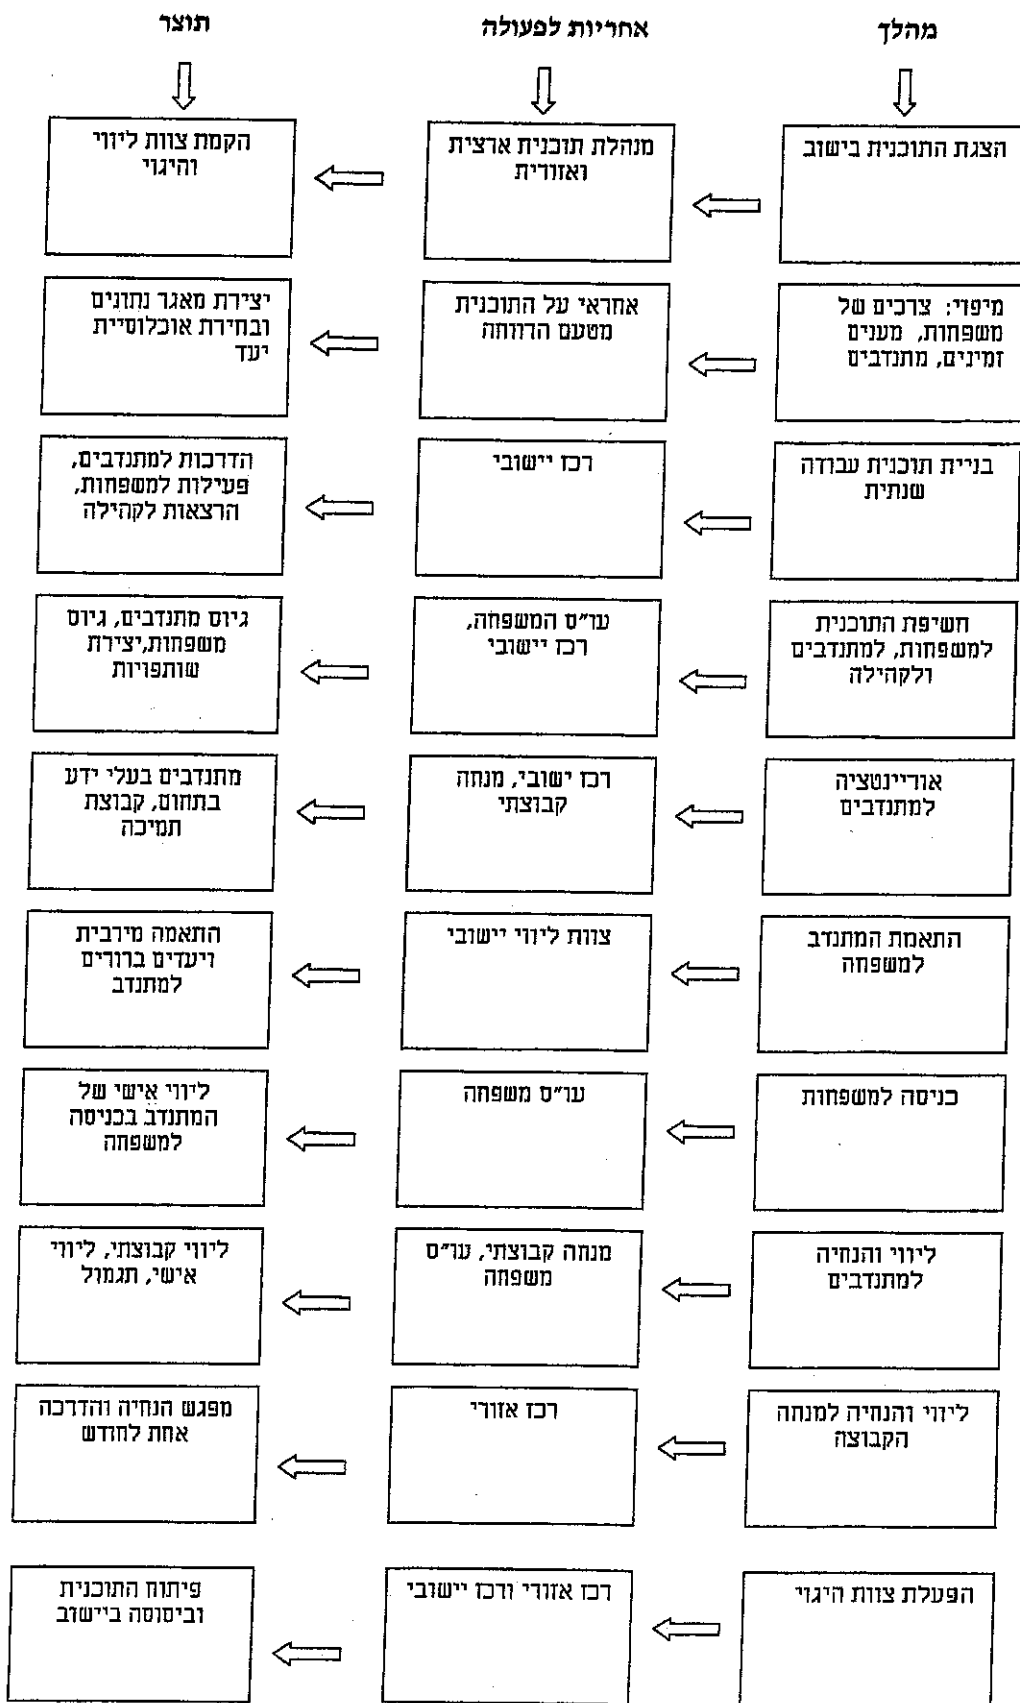 מהלך
אחריות לפעולה
תוצר
הצגת התוכנית בישוב
מנהלת תוכנית ארצית
ואזורית
הקמת צוות ליווי
והיגוי
מיפוי: צרכים של
משפחות, מענים
זמינים, מתנדבים
אחראי על התוכנית
מטעם הרווחה
יצירת מאגר נתונים
ובחירת אוכלוסיית
יעד
בניית תוכנית עבודה
שנתית
רכז יישובי
הדרכות למתנדבים,
פעילות למשפחות,
הרצאות לקהילה
חשיפת התוכנית
למשפחות, למתנדבים
ולקהילה
עו"ס המשפחה,
רכז יישובי
גיוס מתנדבים, גיוס
משפחות,יצירת
שותפויות
אוריינטציה
למתנדבים
רכז ישובי, מנחה
קבוצתי
מתנדבים בעלי ידע
בתחום, קבוצת
תמיכה
התאמת המתנדב
למשפחה
צוות ליווי יישובי
התאמה מירבית
ויעדים ברורים
למתנדב
כניסה למשפחות
עו"ס משפחה
ליווי אישי של
המתנדב בכניסה
למשפחה
ליווי והנחיה
למתנדבים
מנחה קבוצתי, עו"ס
משפחה
ליווי קבוצתי, ליווי
אישי, תגמול
ליווי והנחיה למנחה
הקבוצה
רכז אזורי
מפגש הנחיה והדרכה
אחת לחודש
הפעלת צוות היגוי
רכז אזורי ורכז יישובי
פיתוח התוכנית
וביסוסה ביישוב